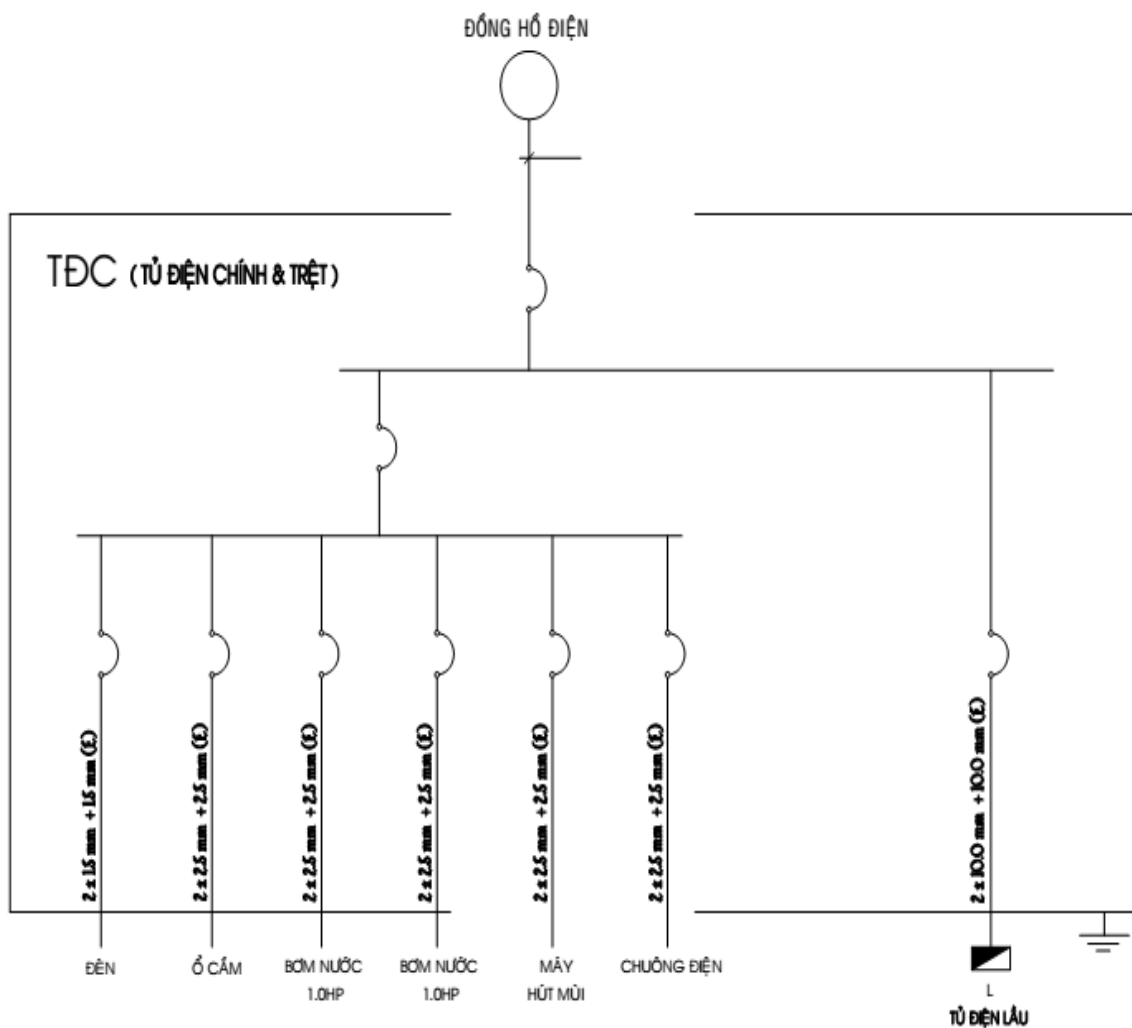 ĐỒNG HỒ ĐIỆN
TĐC (TỦ ĐIỆN CHÍNH & TRỆT)
2 x 1.5 mm + 1.5 mm (E)
2 x 2.5 mm + 2.5 mm (E)
2 x 2.5 mm + 2.5 mm (E)
2 x 2.5 mm + 2.5 mm (E)
2 x 2.5 mm + 2.5 mm (E)
2 x 2.5 mm + 2.5 mm (E)
2 x 10.0 mm + 10.0 mm (E)
ĐÈN
Ổ CẮM
BƠM NƯỚC
1.0HP
BƠM NƯỚC
1.0HP
MÁY
HÚT MÙI
CHUÔNG ĐIỆN
L
TỦ ĐIỆN LẦU